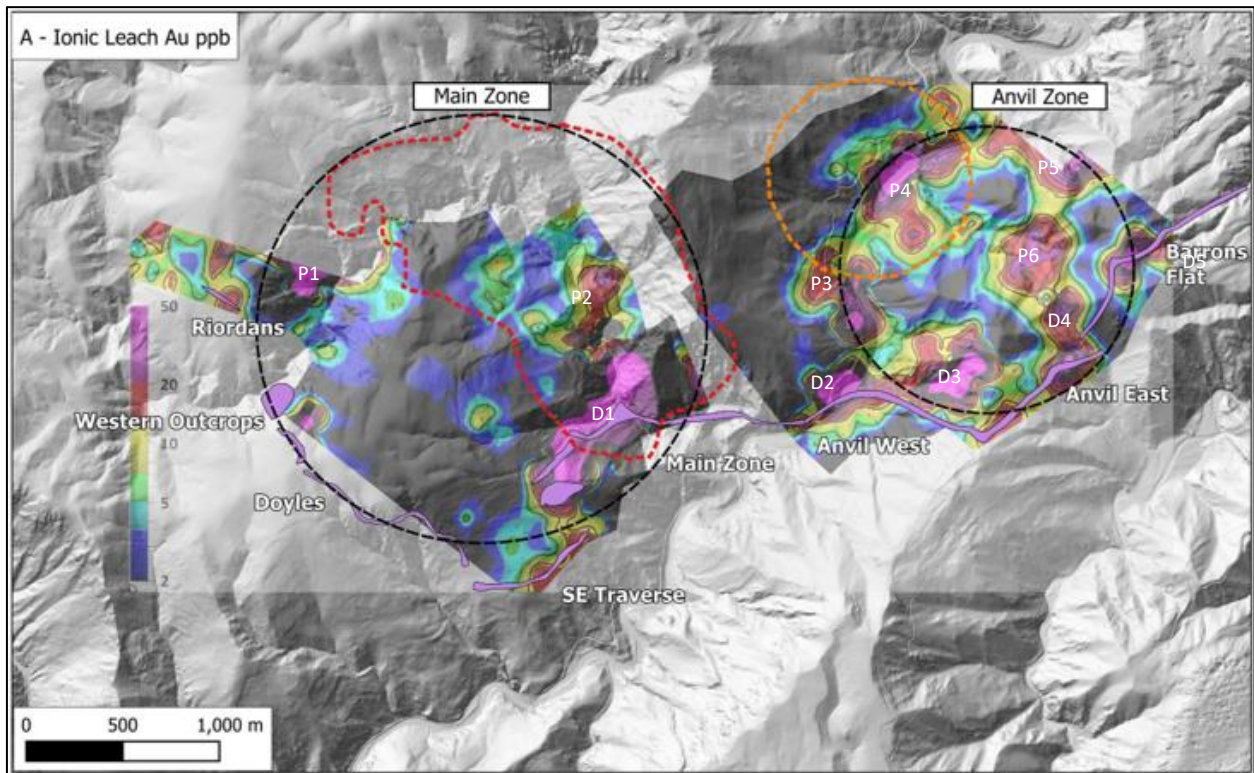 A - Ionic Leach Au ppb
Main Zone
Anvil Zone
P5
P4
Barrons
Flat
D5
P6
P1
P3
P2
50
Riordans
D4
20
D2
D3
Anvil East
D1
Western Outcrops
10
Anvil West
Main Zone
Doyles
5
2
SE Traverse
0 500 1,000 m